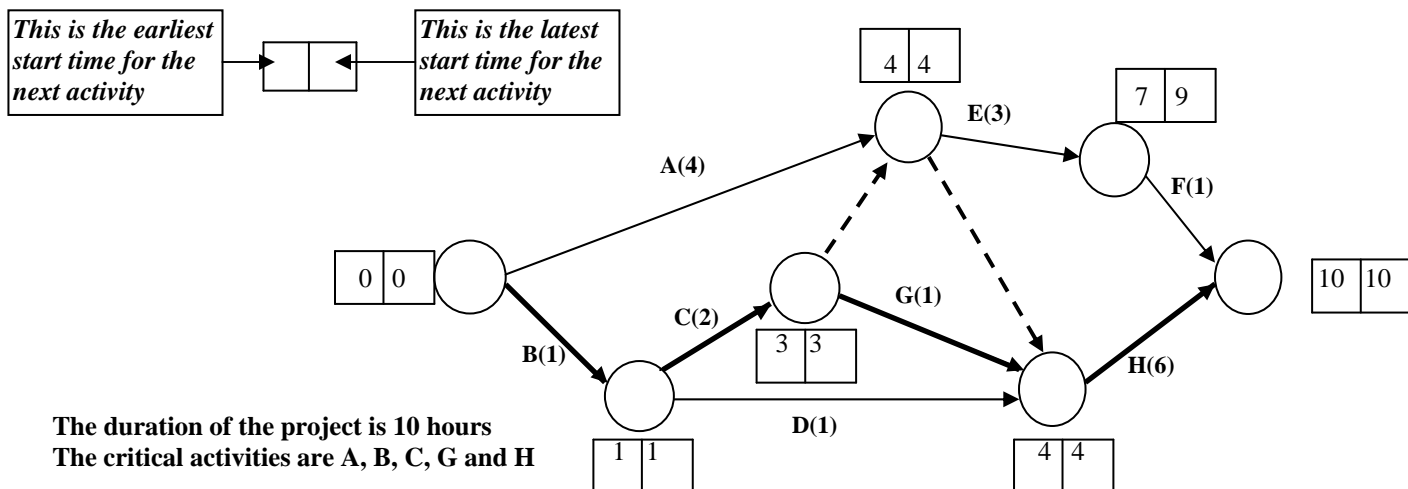 This is the earliest
start time for the
next activity
This is the latest
start time for the
next activity
4 4
7 9
E(3)
A(4)
F(1)
0 0
10 10
G(1)
C(2)
3 3
B(1)
H(6)
D(1)
1 1
4 4
The duration of the project is 10 hours
The critical activities are A, B, C, G and H